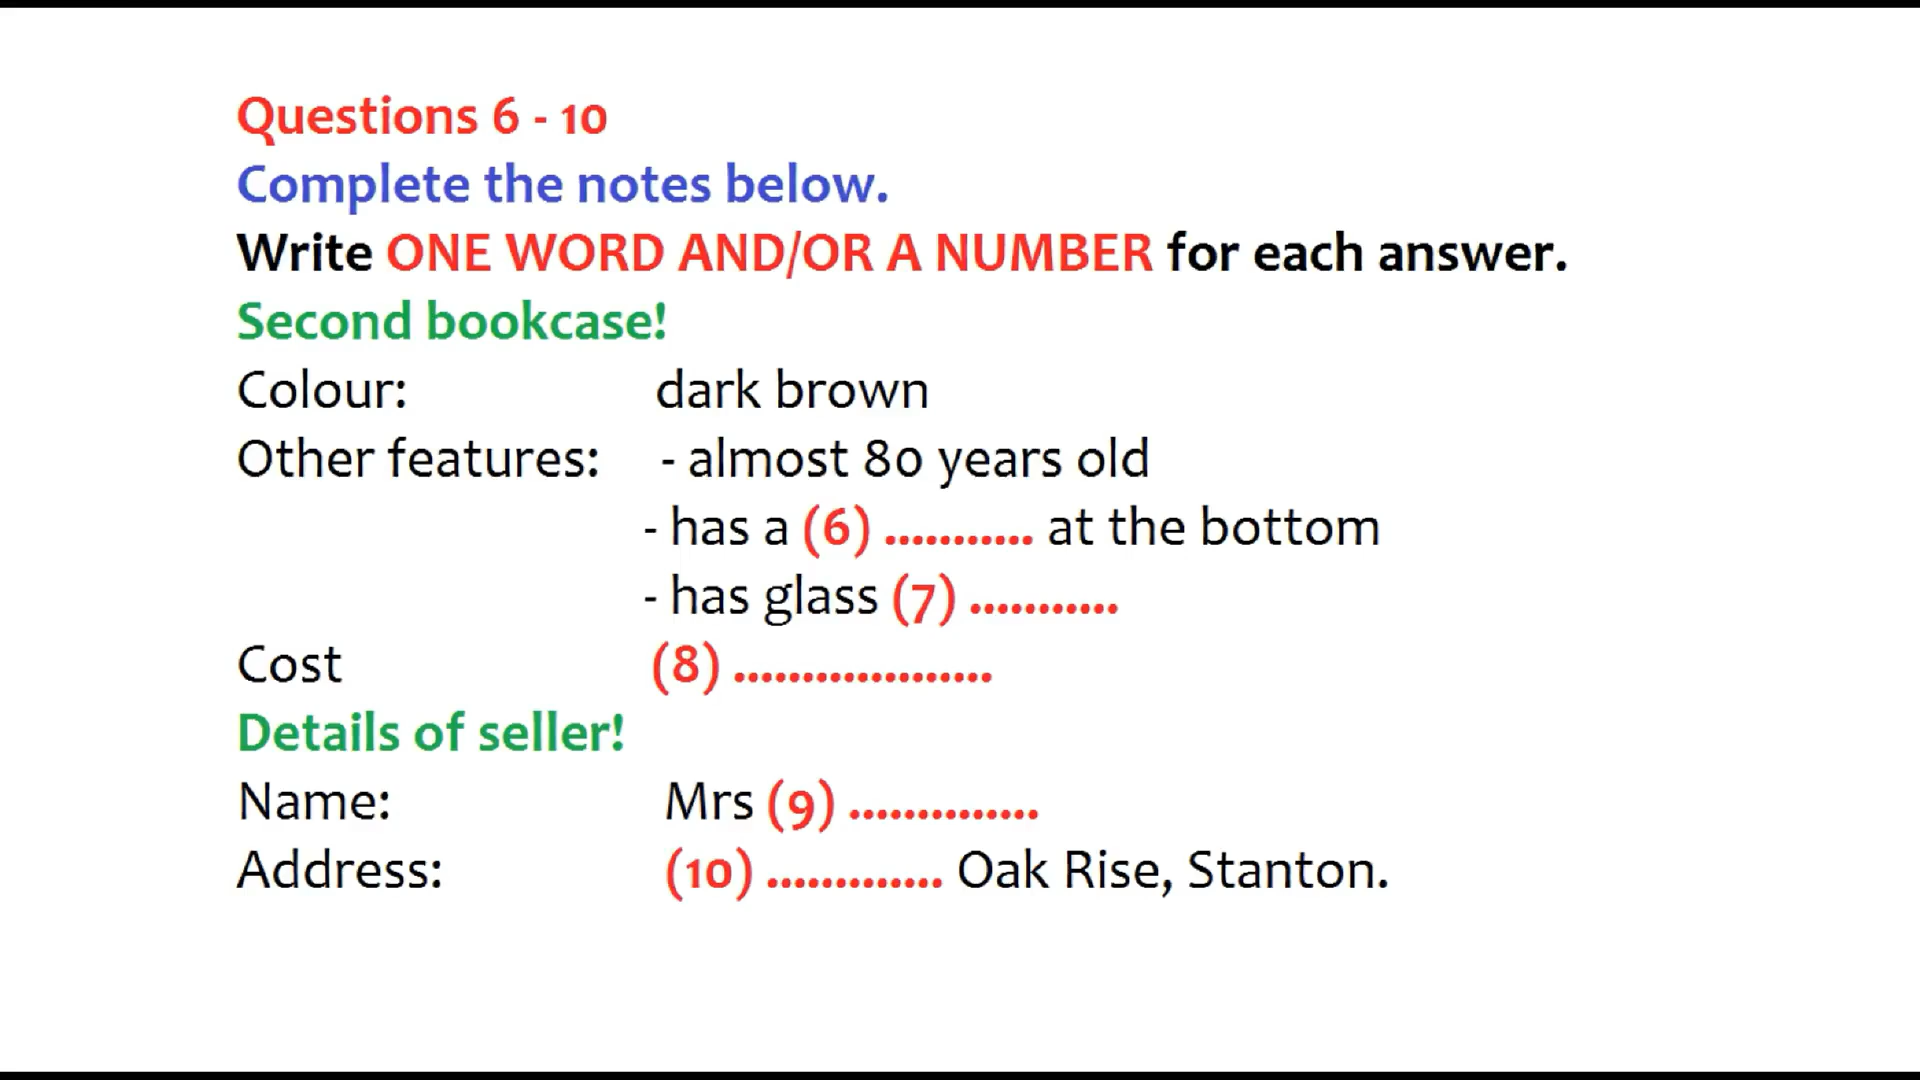 Questions 6 - 10
Complete the notes below.
Write ONE WORD AND/OR A NUMBER for each answer.
Second bookcase!
Colour: dark brown
Other features: - almost 80 years old
- has a (6) ........... at the bottom
- has glass (7) ...........
Cost (8) ...................
Details of seller!
Name: Mrs (9) ..............
Address: (10) ............. Oak Rise, Stanton.